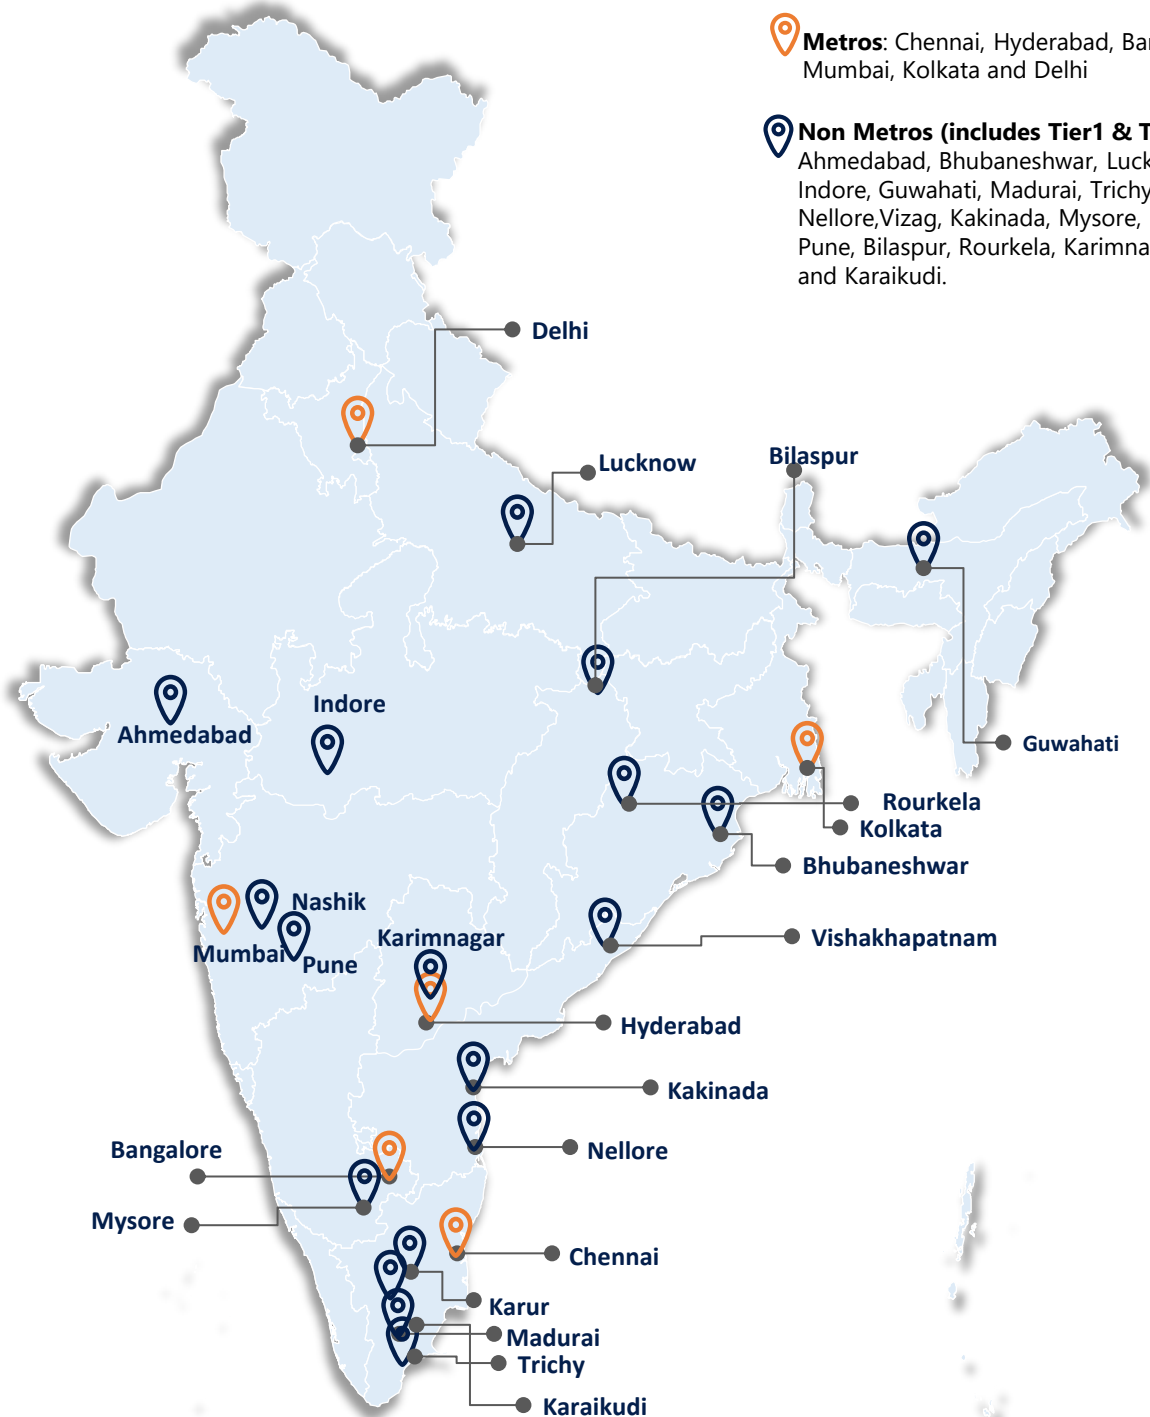 Metros: Chennai, Hyderabad, Ban
Mumbai, Kolkata and Delhi
Non Metros (includes Tier1 & T
Ahmedabad, Bhubaneshwar, Luck
Indore, Guwahati, Madurai, Trichy
Nellore,Vizag, Kakinada, Mysore,
Pune, Bilaspur, Rourkela, Karimna
and Karaikudi.
Delhi
Lucknow
Bilaspur
Indore
Ahmedabad
Guwahati
Rourkela
Kolkata
Bhubaneshwar
Nashik
Mumbai
Pune
Karimnagar
Vishakhapatnam
Hyderabad
Kakinada
Bangalore
Nellore
Mysore
Chennai
Karur
Madurai
Trichy
Karaikudi